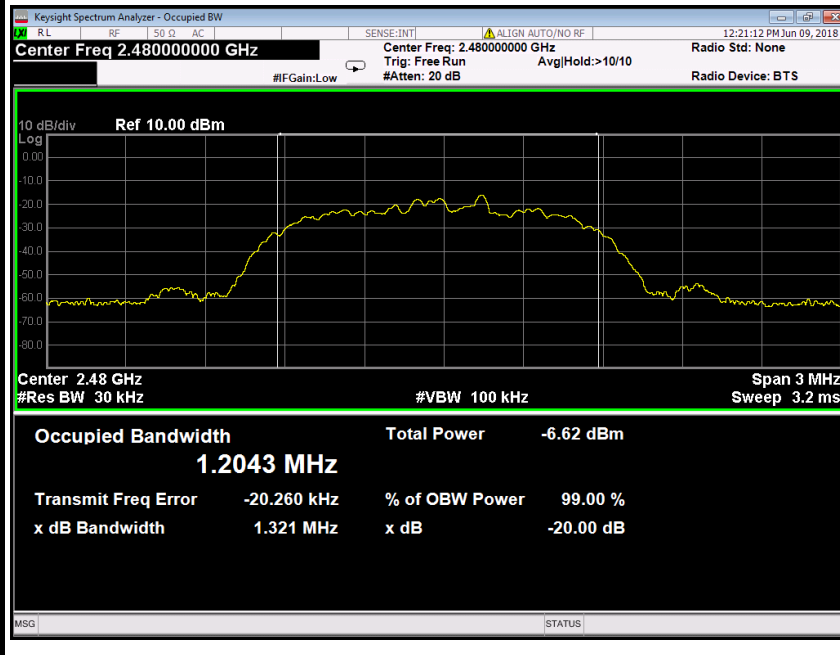 Keysight Spectrum Analyzer - Occupied BW
LXI RL RF 50 Ω AC SENSE:INT ALIGN AUTO/NO RF 12:21:12 PM Jun 09, 2018
Center Freq 2.480000000 GHz Center Freq: 2.480000000 GHz Radio Std: None
Trig: Free Run Avg|Hold:>10/10
#IFGain:Low #Atten: 20 dB Radio Device: BTS
10 dB/div Ref 10.00 dBm
Log
0.00
-10.0
-20.0
-30.0
-40.0
-50.0
-60.0
-70.0
-80.0
Center 2.48 GHz Span 3 MHz
#Res BW 30 kHz #VBW 100 kHz Sweep 3.2 ms
Occupied Bandwidth Total Power -6.62 dBm
1.2043 MHz
Transmit Freq Error -20.260 kHz % of OBW Power 99.00 %
x dB Bandwidth 1.321 MHz x dB -20.00 dB
MSG STATUS